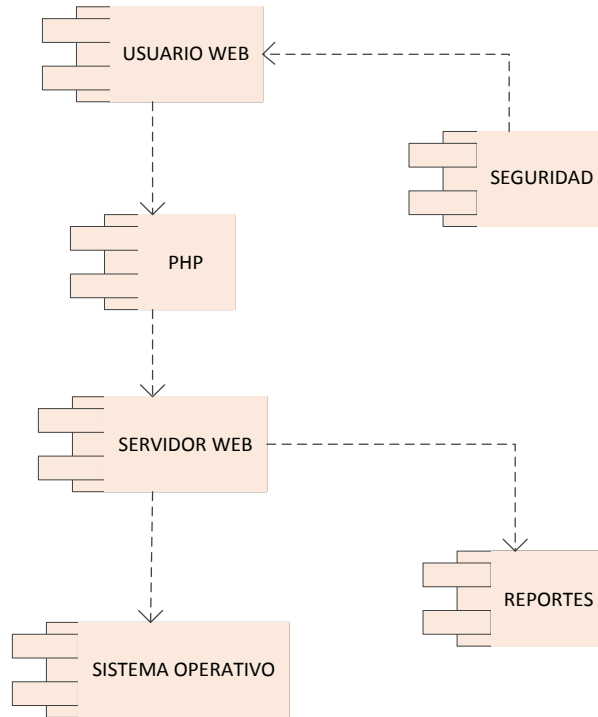 USUARIO WEB
SEGURIDAD
PHP
SERVIDOR WEB
REPORTES
SISTEMA OPERATIVO